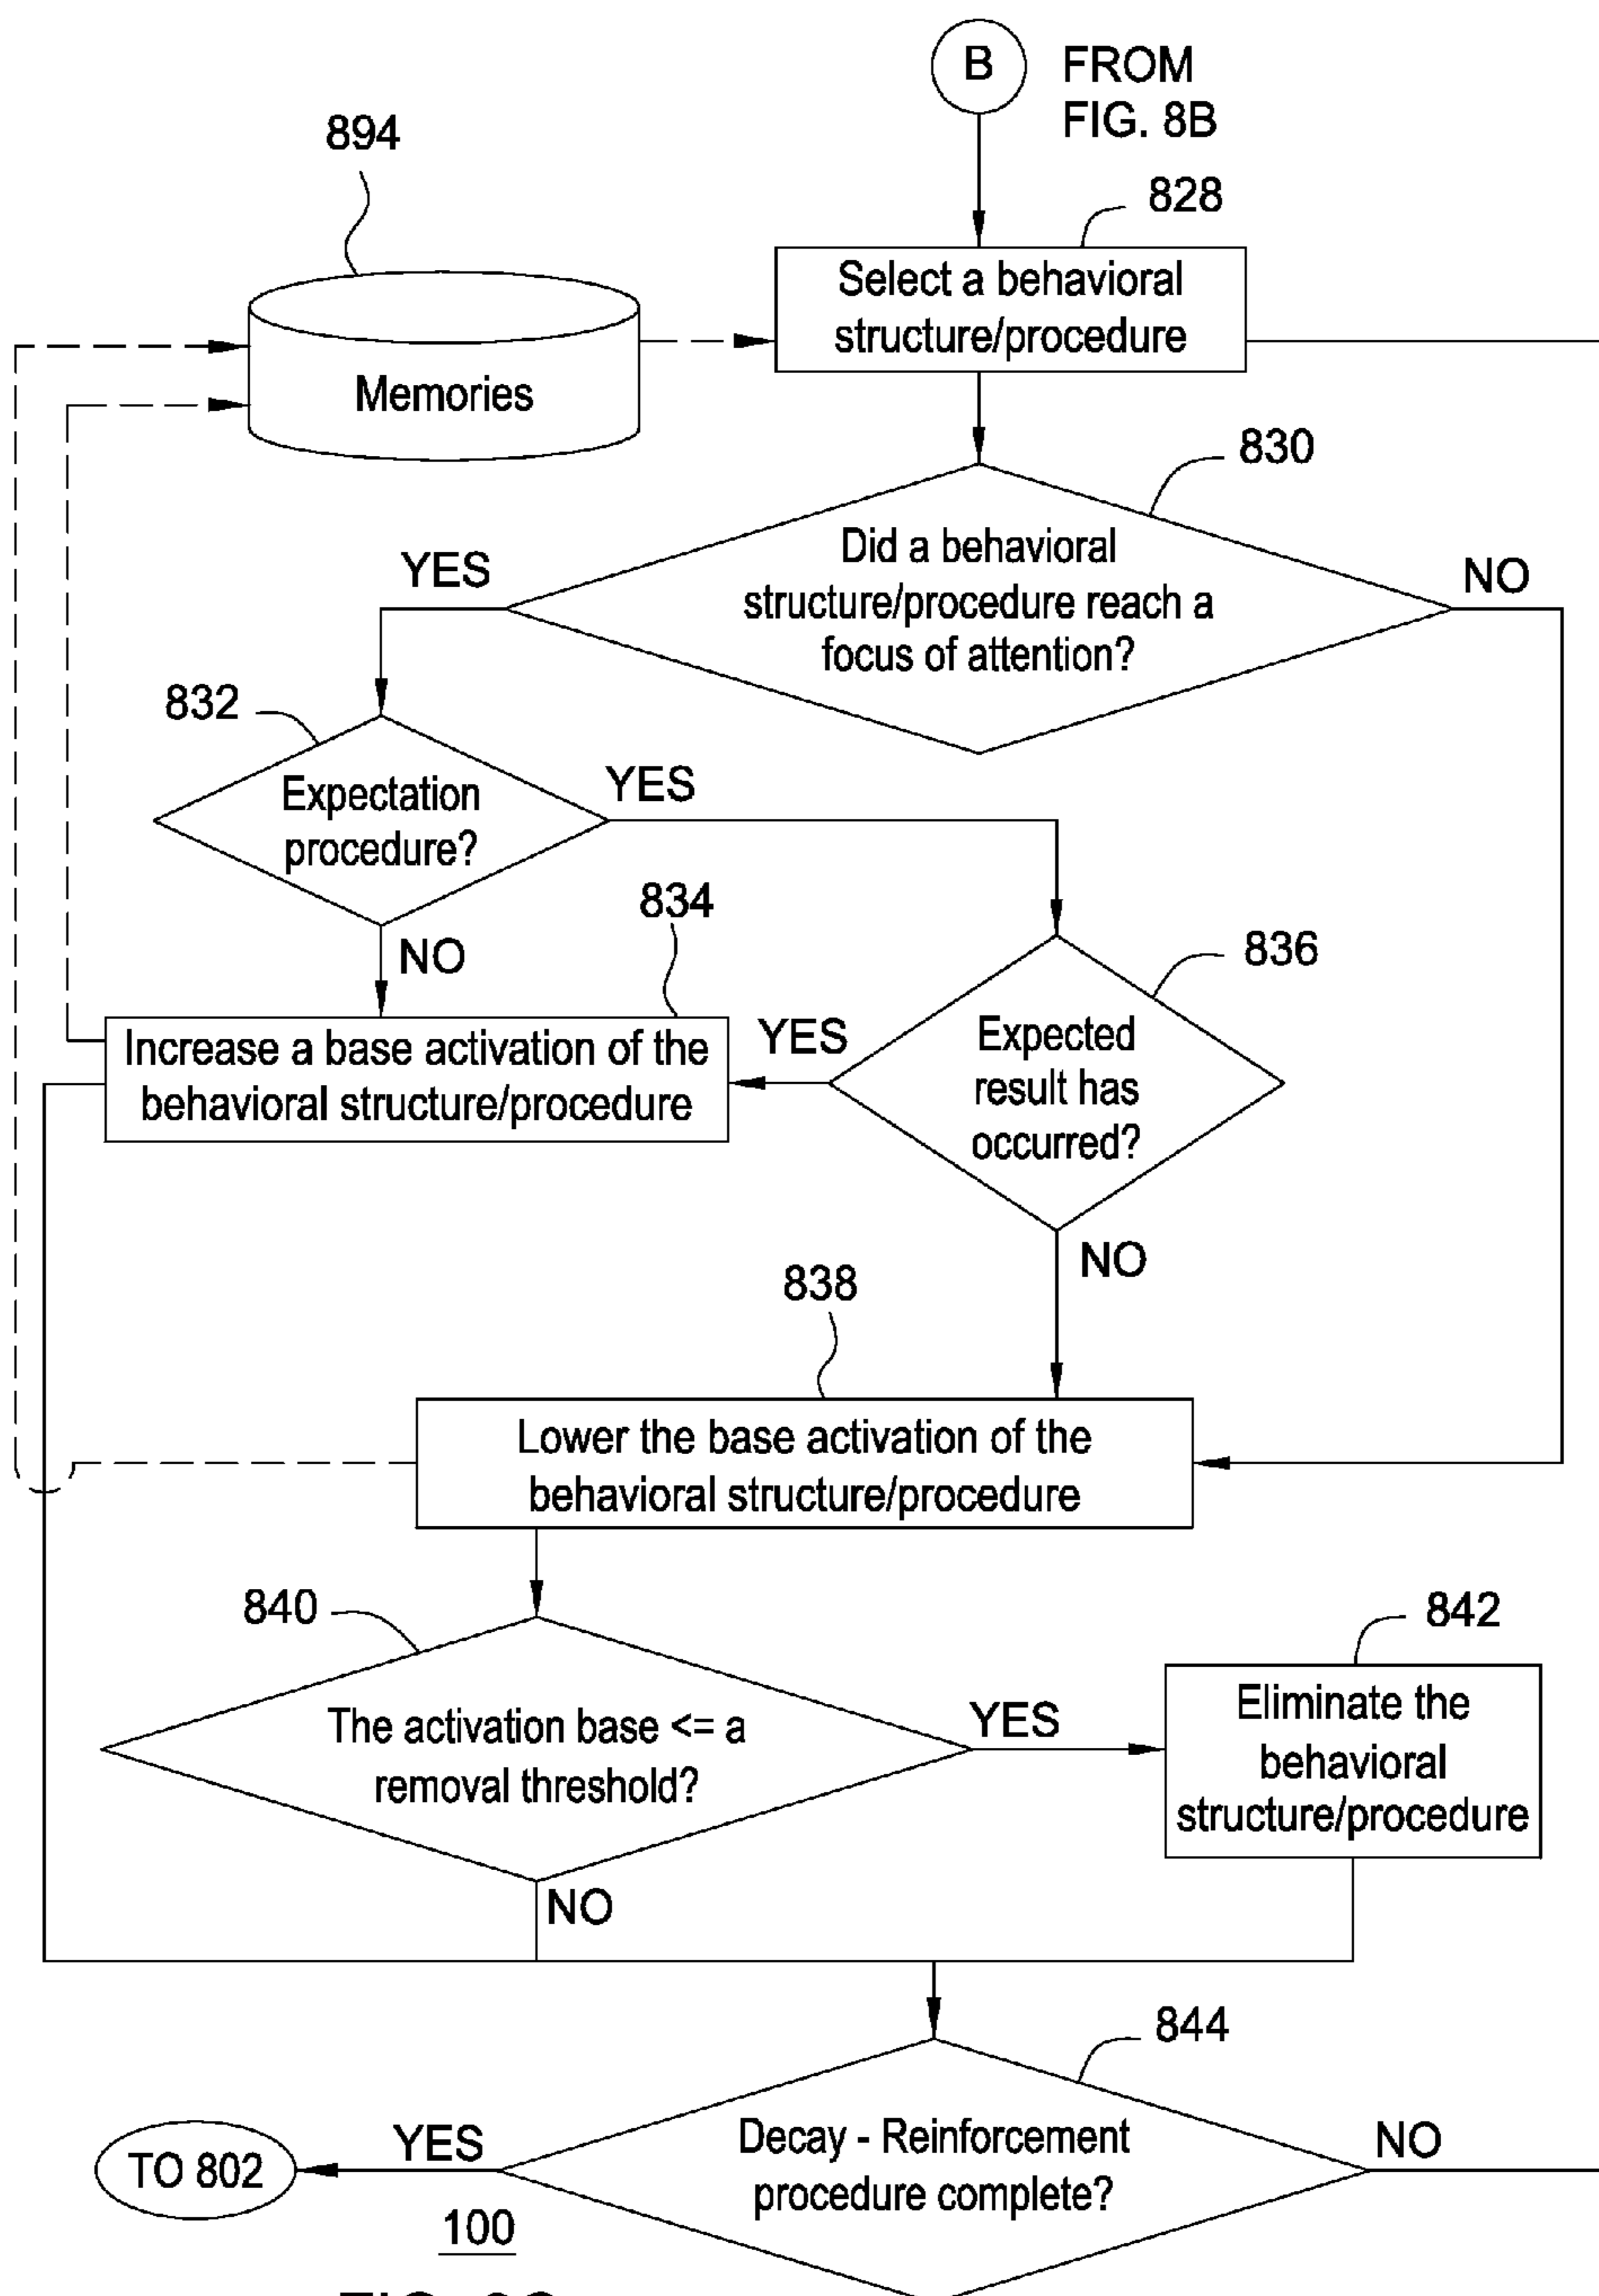 B
FROM
FIG. 8B
894
828
Select a behavioral
structure/procedure
Memories
830
Did a behavioral
structure/procedure reach a
focus of attention?
YES
NO
832
Expectation
procedure?
YES
NO
834
836
Increase a base activation of the
behavioral structure/procedure
YES
Expected
result has
occurred?
NO
838
Lower the base activation of the
behavioral structure/procedure
840
842
The activation base <= a
removal threshold?
YES
Eliminate the
behavioral
structure/procedure
NO
844
Decay - Reinforcement
procedure complete?
YES
NO
TO 802
100